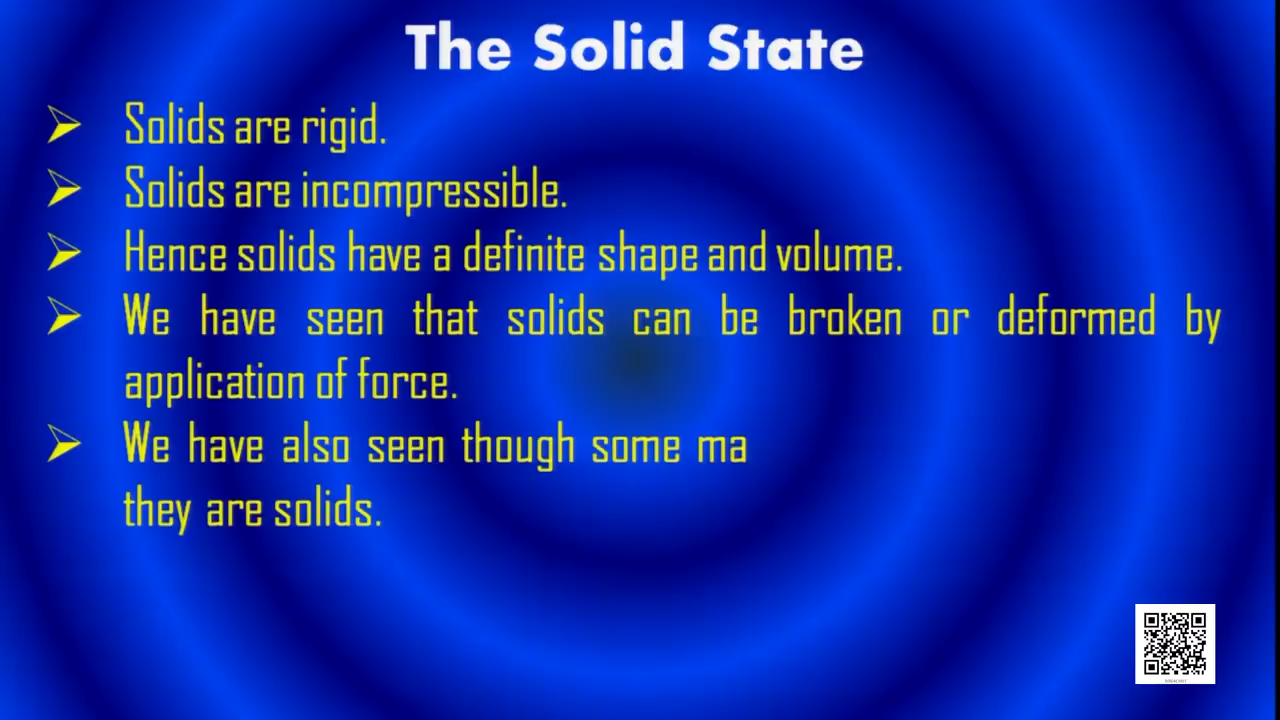 The Solid State
➢ Solids are rigid.
➢ Solids are incompressible.
➢ Hence solids have a definite shape and volume.
➢ We have seen that solids can be broken or deformed by
application of force.
➢ We have also seen though some ma
they are solids.